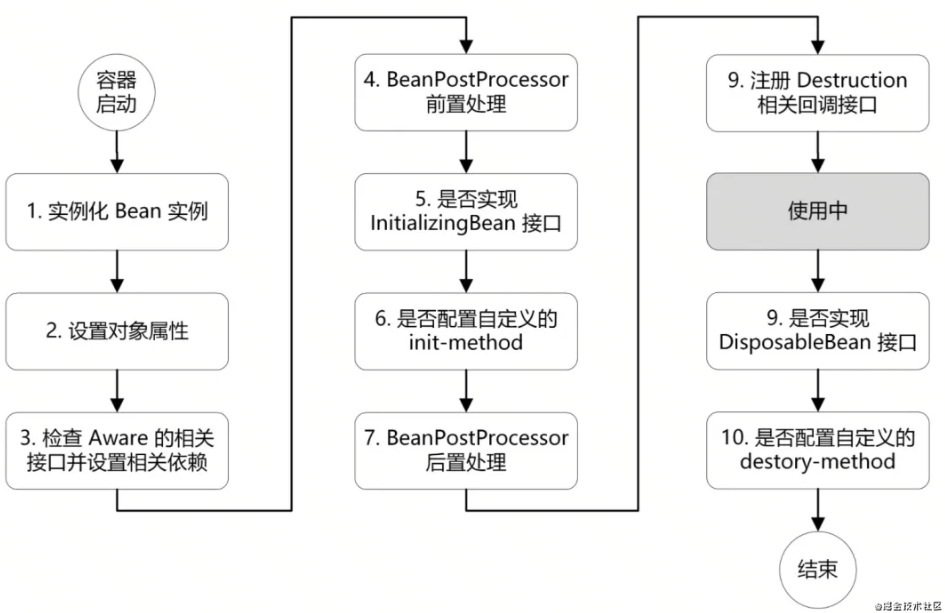 容器
启动
1. 实例化 Bean 实例
2. 设置对象属性
3. 检查 Aware 的相关
接口并设置相关依赖
4. BeanPostProcessor
前置处理
5. 是否实现
InitializingBean 接口
6. 是否配置自定义的
init-method
7. BeanPostProcessor
后置处理
9. 注册 Destruction
相关回调接口
使用中
9. 是否实现
DisposableBean 接口
10. 是否配置自定义的
destory-method
结束
@掘金技术社区